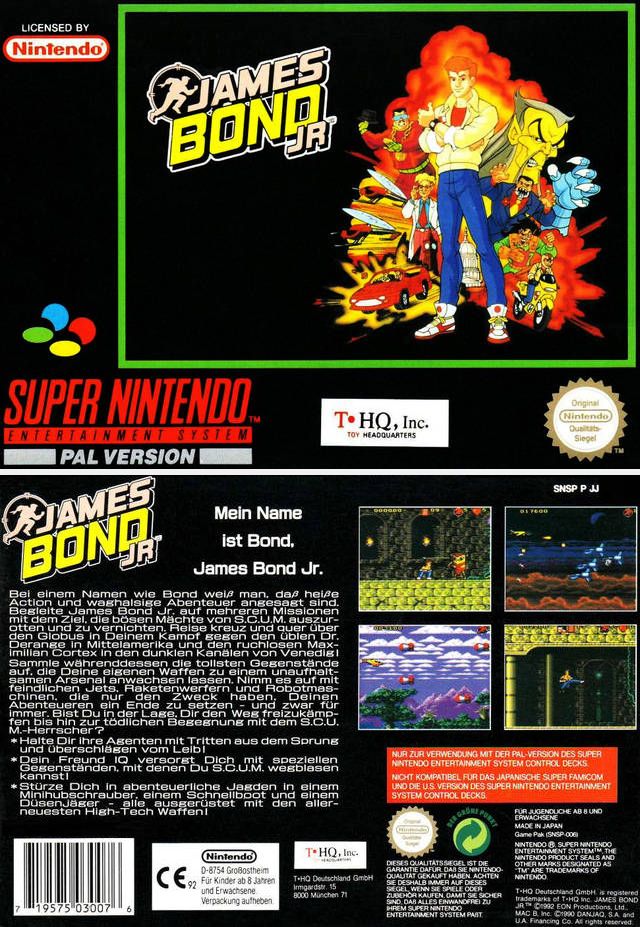 LICENSED BY
Nintendo
JAMES
BOND
JR™
SUPER NINTENDO™
ENTERTAINMENT SYSTEM
PAL VERSION
T•HQ, Inc.
TOY HEADQUARTERS
Original
Nintendo
Qualitäts-
Siegel
TM
JAMES
BOND
JR™
Mein Name
ist Bond,
James Bond Jr.
SNSP P JJ
Bei einem Namen wie Bond weiß man, daß heiße
Action und waghalsige Abenteuer angesagt sind.
Begleite James Bond Jr. auf mehreren Missionen
mit dem Ziel, die bösen Mächte von S.C.U.M. auszur-
otten und zu vernichten. Reise kreuz und quer über
den Globus in Deinem Kampf gegen den üblen Dr.
Derange in Mittelamerika und den ruchlosen Max-
milian Cortex in den dunklen Kanälen von Venedig!
Sammle währenddessen die tollsten Gegenstände
auf, die Deine eigenen Waffen zu einem unaufhalt-
samen Arsenal anwachsen lassen. Nimm es auf mit
feindlichen Jets, Raketenwerfern und Robotmas-
chinen, die nur den Zweck haben, Deinen
Abenteueren ein Ende zu setzen - und zwar für
immer. Bist Du in der Lage, Dir den Weg freizukämp-
fen bis hin zur tödlichen Begegnung mit dem S.C.U.
M.-Herrscher?
*Halte Dir ihre Agenten mit Tritten aus dem Sprung
und überschlägen vom Leib!
*Dein Freund IQ versorgt Dich mit speziellen
Gegenständen, mit denen Du S.C.U.M. wegblasen
kannst!
*Stürze Dich in abenteuerliche Jagden in einem
Minihubschrauber, einem Schnellboot und einem
Düsenjäger - alle ausgerüstet mit den aller-
neuesten High-Tech Waffen!
000000
017600
NUR ZUR VERWENDUNG MIT DER PAL-VERSION DES SUPER
NINTENDO ENTERTAINMENT SYSTEM CONTROL DECKS.
NICHT KOMPATIBEL FÜR DAS JAPANISCHE SUPER FAMICOM
UND DIE U.S. VERSION DES SUPER NINTENDO ENTERTAINMENT
SYSTEM CONTROL DECKS.
Original
Nintendo
Qualitäts-
Siegel
DER GRÜNE PUNKT
FÜR JUGENDLICHE AB 8 UND
ERWACHSENE
MADE IN JAPAN
Game Pak (SNSP-006)
NINTENDO ®, SUPER NINTENDO
ENTERTAINMENT SYSTEM™, THE
NINTENDO PRODUCT SEALS AND
OTHER MARKS DESIGNATED AS
"TM" ARE TRADEMARKS OF
NINTENDO.
DIESES QUALITÄTSSIEGEL IST DIE
GARANTIE DAFÜR, DAS SIE NINTENDO-
QUALITÄT GEKAUFT HABEN. ACHTEN
SIE DESHALB IMMER AUF DIESES
SIEGEL, WENN SIE SPIELE ODER
ZUBEHÖR KAUFEN, DAMIT SIE SICHER
SIND, DAS ALLES EINWANDFREI ZU
IHREM SUPER NINTENDO
ENTERTAINMENT SYSTEM PAßT.
T•HQ Deutschland GmbH. is registered
trademarks of T•HQ Inc. JAMES BOND
JR.™ ©1992 EON Productions, Ltd.,
MAC B, Inc. ©1990 DANJAQ, S.A. and
U.A. Financing Co. All rights reserved.
7 19575 03007 6
CE 92
Nintendo
D-8754 Großostheim
Für Kinder ab 8 Jahren
und Erwachsene.
Verpackung aufheben.
T•HQ, Inc.
T•HQ Deutschland GmbH
Irmgardstr. 15
8000 München 71